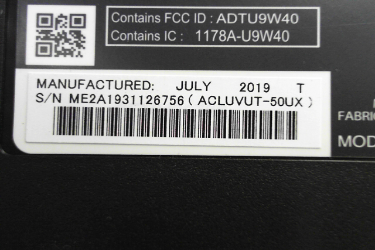 Contains FCC ID : ADTU9W40
Contains IC : 1178A-U9W40
MANUFACTURED: JULY 2019 T
S/N ME2A1931126756 ( ACLUVUT-50UX )
FABRIC
MOD